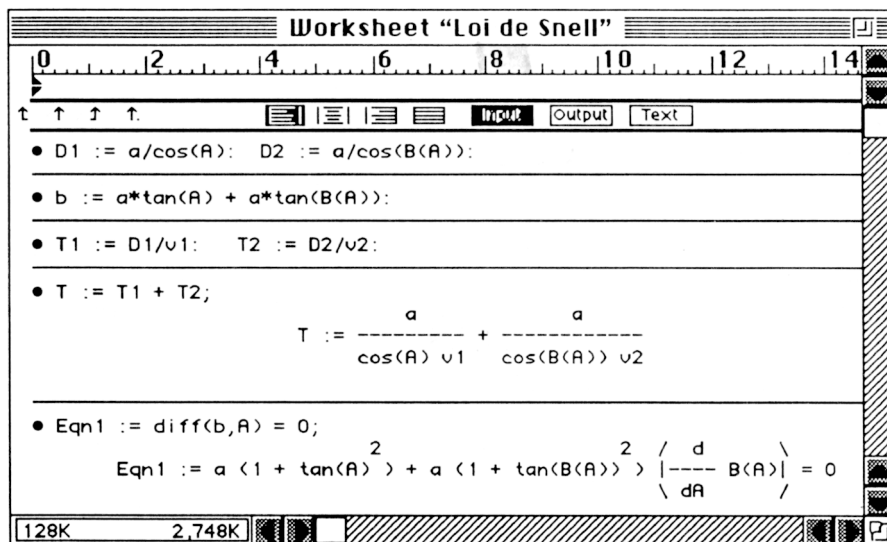 Worksheet “Loi de Snell”
0 2 4 6 8 10 12 14
Input Output Text
• D1 := a/cos(A): D2 := a/cos(B(A)):
• b := a*tan(A) + a*tan(B(A)):
• T1 := D1/v1: T2 := D2/v2:
• T := T1 + T2;
a a
T := --------- + ------------
cos(A) v1 cos(B(A)) v2
• Eqn1 := diff(b,A) = 0;
2 2 / d \
Eqn1 := a (1 + tan(A) ) + a (1 + tan(B(A)) ) |---- B(A)| = 0
\ dA /
128K 2,748K